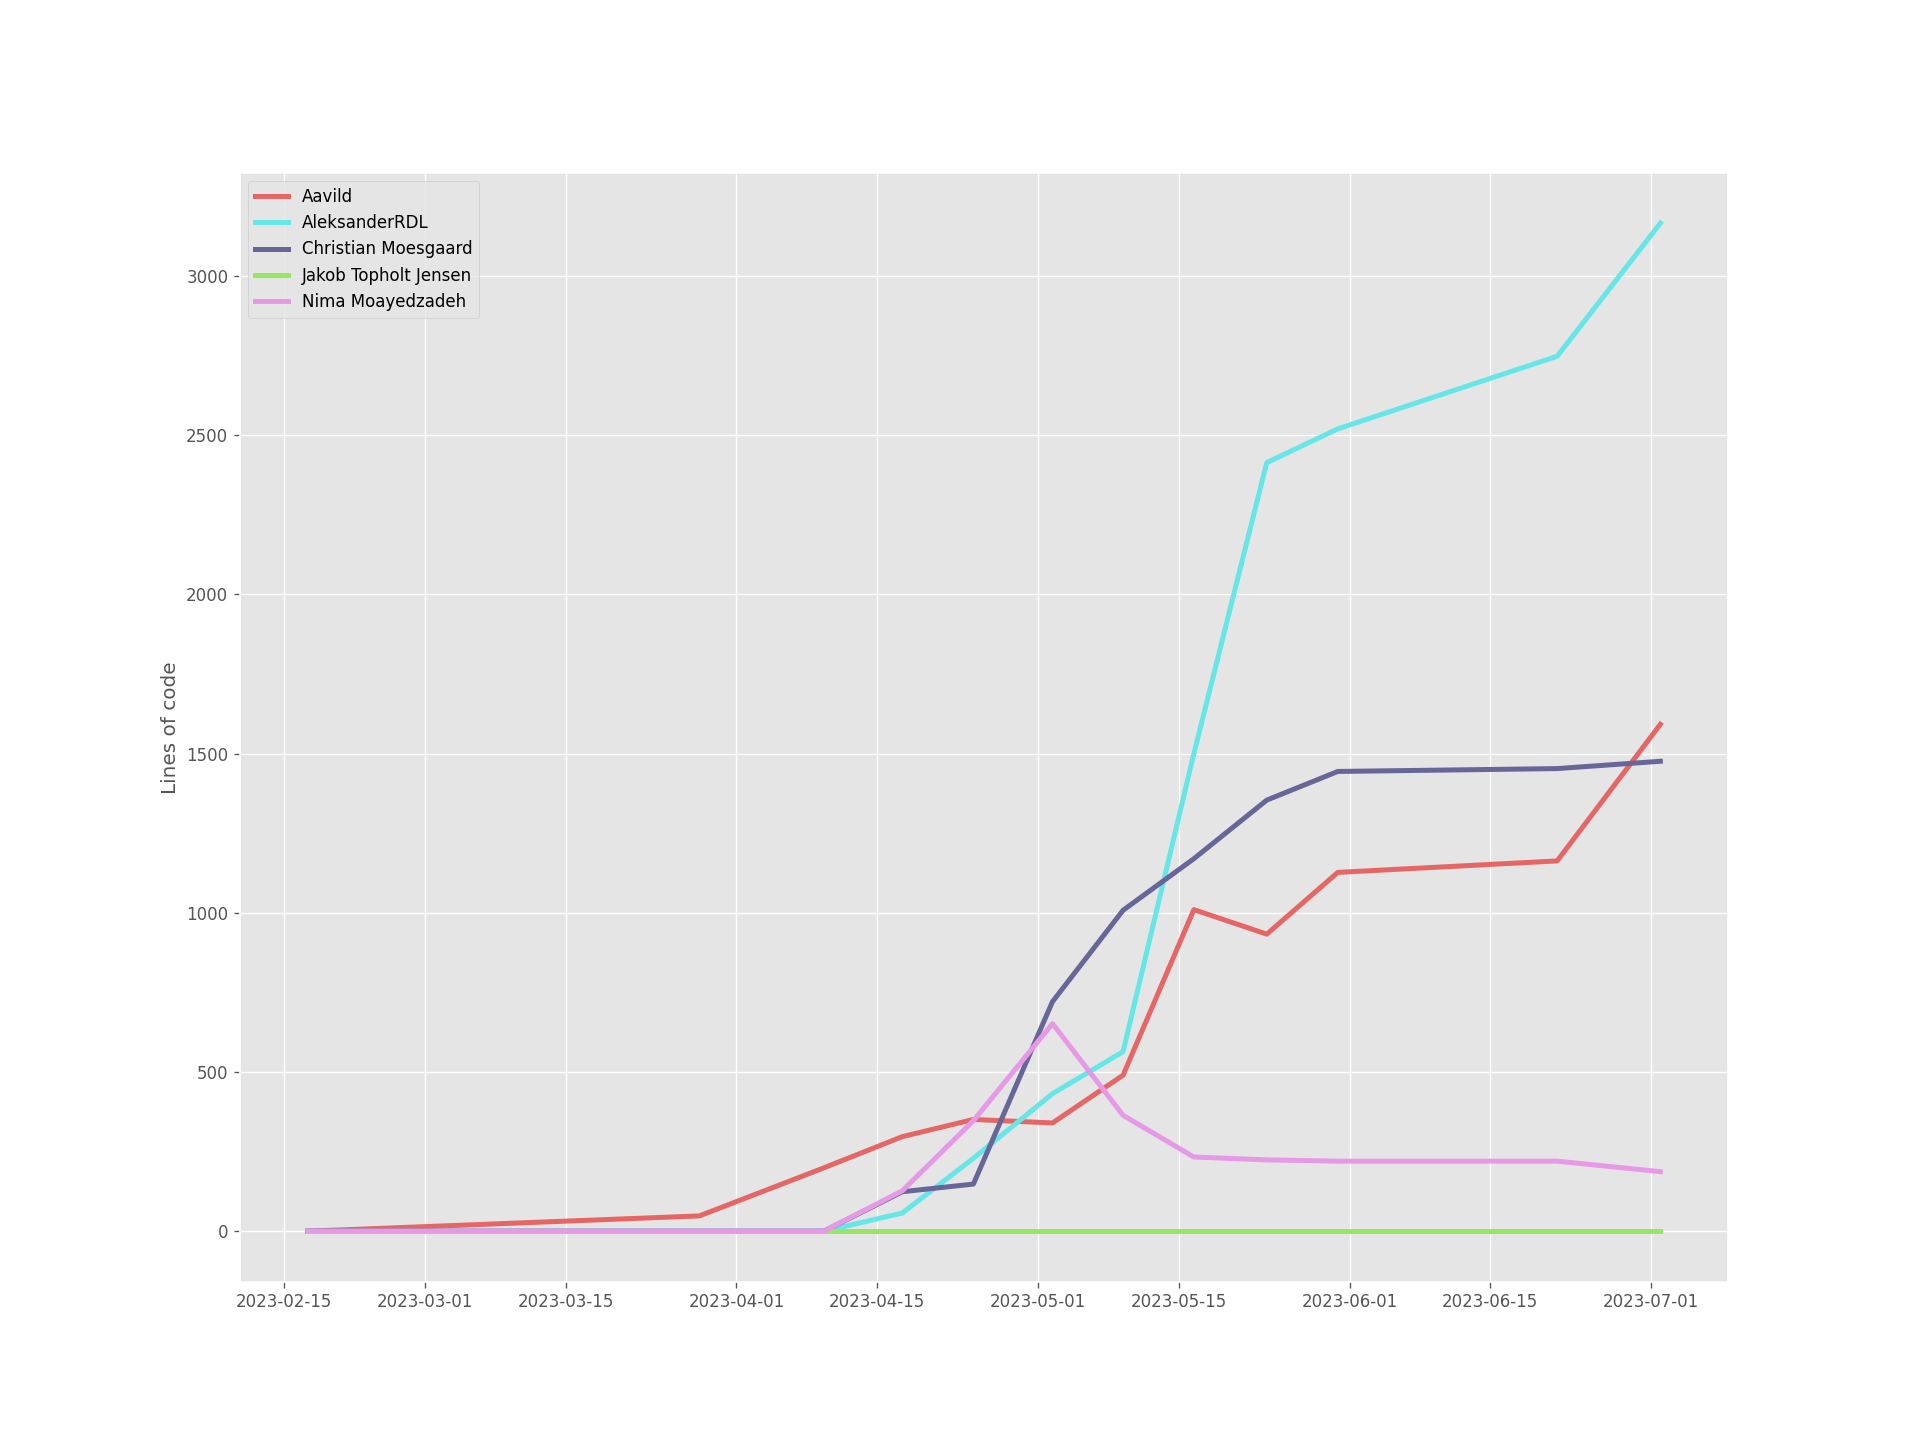 Aavild
AleksanderRDL
Christian Moesgaard
Jakob Topholt Jensen
Nima Moayedzadeh
Lines of code
3000
2500
2000
1500
1000
500
0
2023-02-15
2023-03-01
2023-03-15
2023-04-01
2023-04-15
2023-05-01
2023-05-15
2023-06-01
2023-06-15
2023-07-01